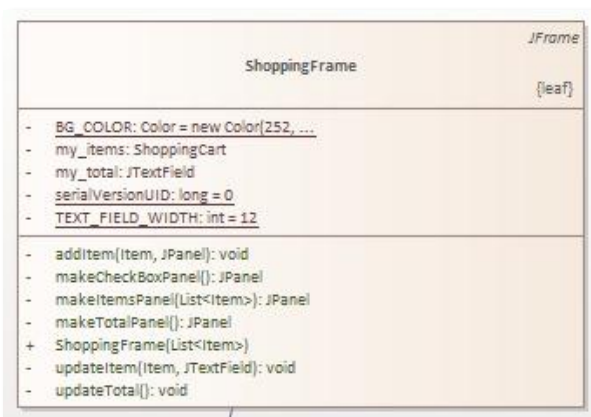 JFrame
ShoppingFrame
{leaf}
- BG_COLOR: Color = new Color(252, ...
- my_items: ShoppingCart
- my_total: JTextField
- serialVersionUID: long = 0
- TEXT_FIELD_WIDTH: int = 12
- addItem(Item, JPanel): void
- makeCheckBoxPanel(): JPanel
- makeItemsPanel(List<Item>): JPanel
- makeTotalPanel(): JPanel
+ ShoppingFrame(List<Item>)
- updateItem(Item, JTextField): void
- updateTotal(): void